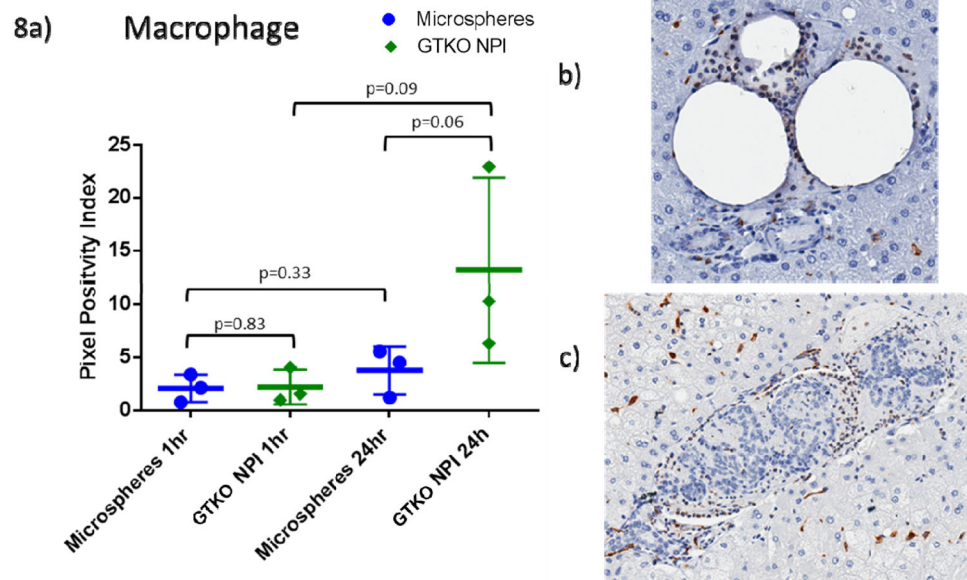 8a)
Macrophage
Microspheres
GTKO NPI
b)
p=0.09
p=0.06
p=0.33
p=0.83
Pixel Positvity Index
25
20
15
10
5
0
Microspheres 1hr
GTKO NPI 1hr
Microspheres 24hr
GTKO NPI 24h
c)